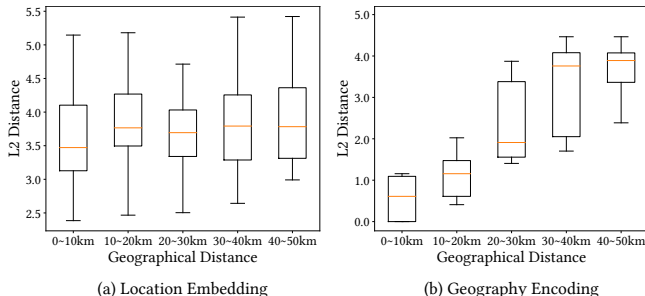 5.5
5.0
4.5
4.0
3.5
3.0
2.5
L2 Distance
0~10km 10~20km 20~30km 30~40km 40~50km
Geographical Distance
(a) Location Embedding
5.0
4.0
3.0
2.0
1.0
0.0
L2 Distance
0~10km 10~20km 20~30km 30~40km 40~50km
Geographical Distance
(b) Geography Encoding